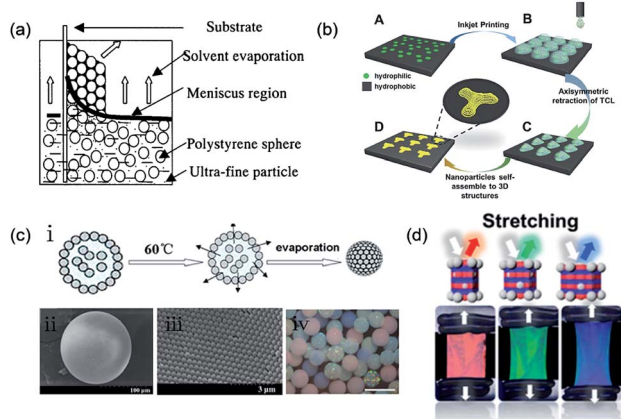 (a)
Substrate
Solvent evaporation
Meniscus region
Polystyrene sphere
Ultra-fine particle
(b)
A
Inkjet Printing
B
hydrophilic
hydrophobic
Axisymmetric
retraction of TCL
D
C
Nanoparticles self-
assemble to 3D
structures
(c)
i
60℃
evaporation
ii
100 μm
iii
3 μm
iv
(d)
Stretching